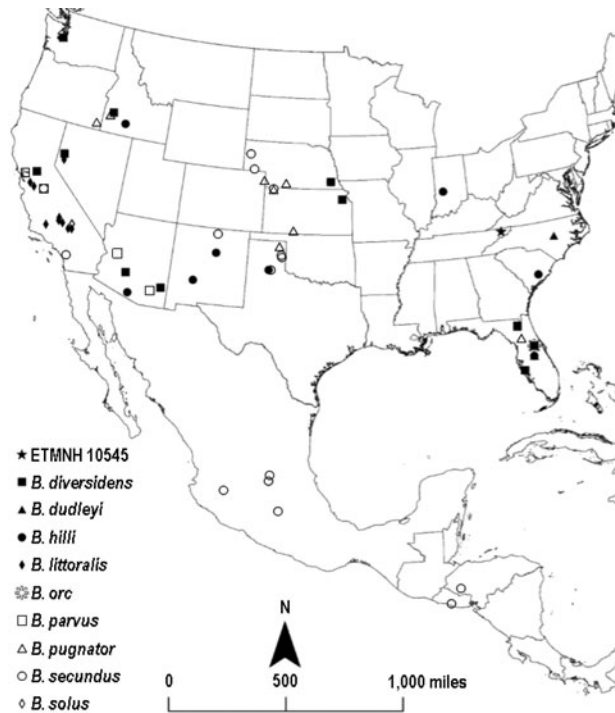 ETMNH 10545
B. diversidens
B. dudleyi
B. hilli
B. littoralis
B. orc
B. parvus
B. pugnator
B. secundus
B. solus
N
0 500 1,000 miles